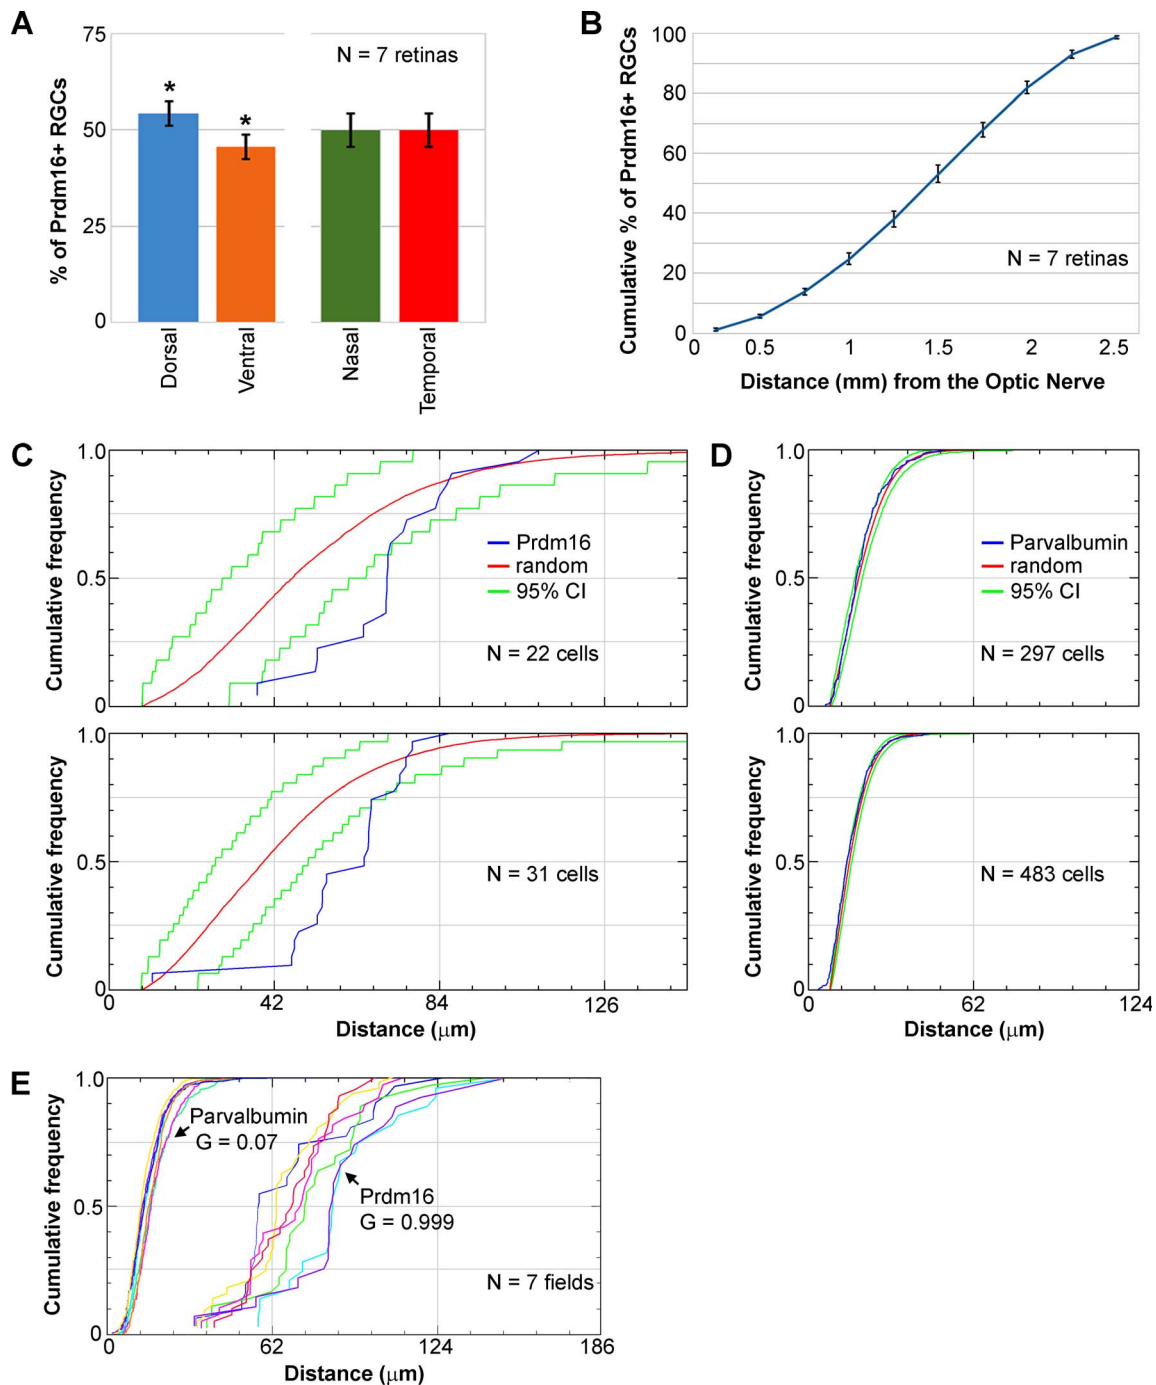 A
% of Prdm16+ RGCs
75
50
25
0
*
*
N = 7 retinas
Dorsal
Ventral
Nasal
Temporal
B
Cumulative % of Prdm16+ RGCs
100
80
60
40
20
0
N = 7 retinas
0
0.5
1
1.5
2
2.5
Distance (mm) from the Optic Nerve
C
Cumulative frequency
1.0
0.5
0
Prdm16
random
95% CI
N = 22 cells
Cumulative frequency
1.0
0.5
0
N = 31 cells
0
42
84
126
Distance (μm)
D
Cumulative frequency
1.0
0.5
0
Parvalbumin
random
95% CI
N = 297 cells
Cumulative frequency
1.0
0.5
0
N = 483 cells
0
62
124
Distance (μm)
E
Cumulative frequency
1.0
0.5
0
Parvalbumin
G = 0.07
Prdm16
G = 0.999
N = 7 fields
0
62
124
186
Distance (μm)